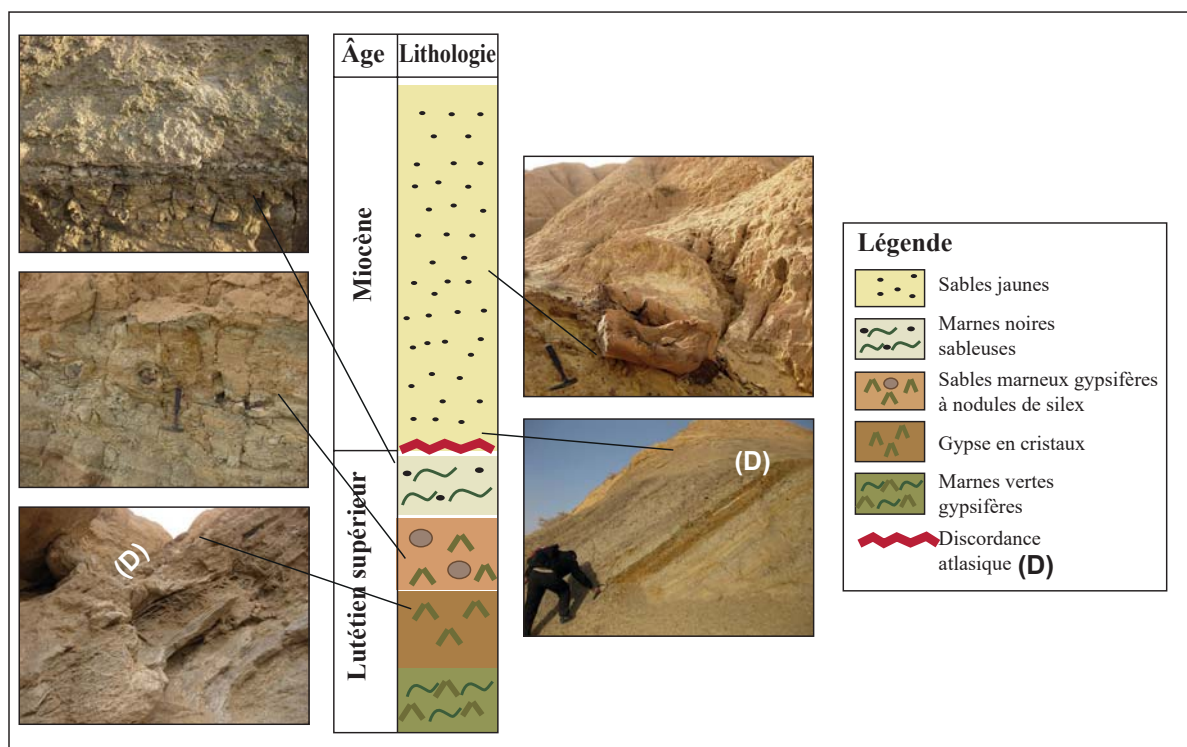 Âge
Lithologie
Miocène
Lutétien supérieur
(D)
(D)
Légende
Sables jaunes
Marnes noires
sableuses
Sables marneux gypsifères
à nodules de silex
Gypse en cristaux
Marnes vertes
gypsifères
Discordance
atlasique (D)